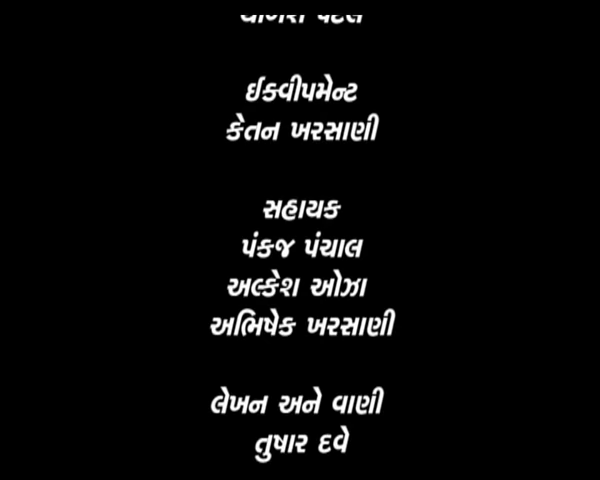 ઈક્વીપમેન્ટ
કેતન ખરસાણી
સહાયક
પંકજ પંચાલ
અલ્કેશ ઓઝા
અભિષેક ખરસાણી
લેખન અને વાણી
તુષાર દવે